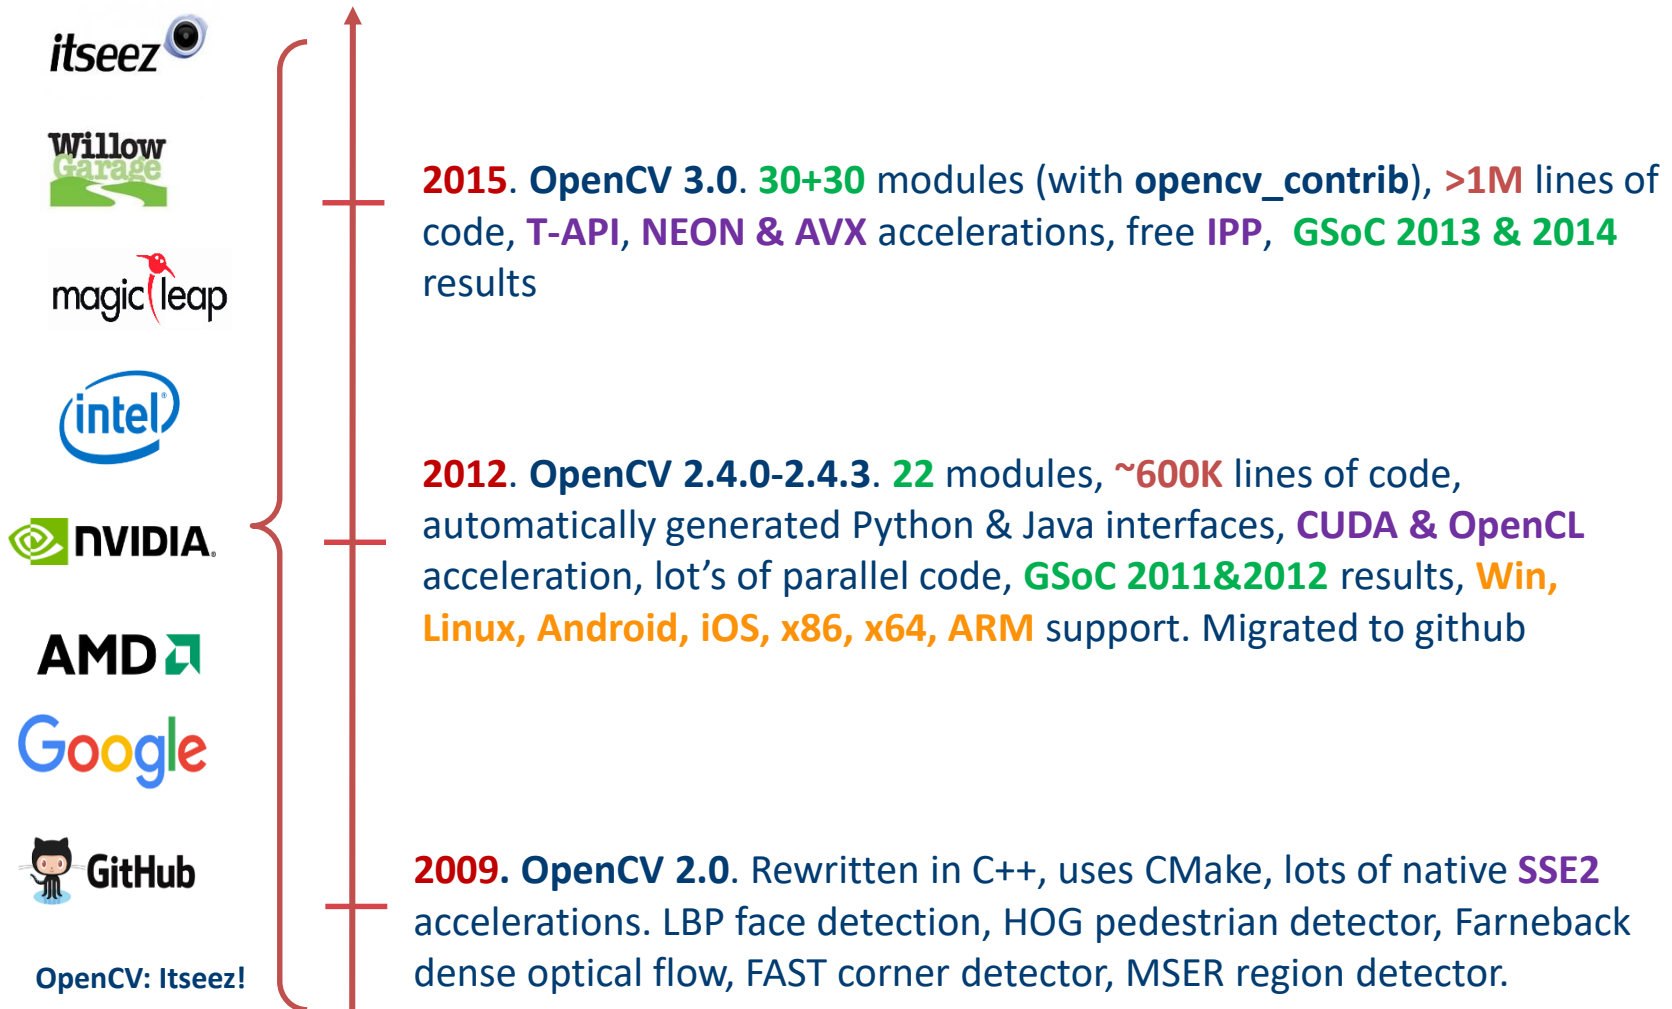 itseez
Willow
Garage
magic leap
intel
NVIDIA.
AMD
Google
GitHub
OpenCV: Itseez!
2015. OpenCV 3.0. 30+30 modules (with opencv_contrib), >1M lines of
code, T-API, NEON & AVX accelerations, free IPP, GSoC 2013 & 2014
results
2012. OpenCV 2.4.0-2.4.3. 22 modules, ~600K lines of code,
automatically generated Python & Java interfaces, CUDA & OpenCL
acceleration, lot’s of parallel code, GSoC 2011&2012 results, Win,
Linux, Android, iOS, x86, x64, ARM support. Migrated to github
2009. OpenCV 2.0. Rewritten in C++, uses CMake, lots of native SSE2
accelerations. LBP face detection, HOG pedestrian detector, Farneback
dense optical flow, FAST corner detector, MSER region detector.